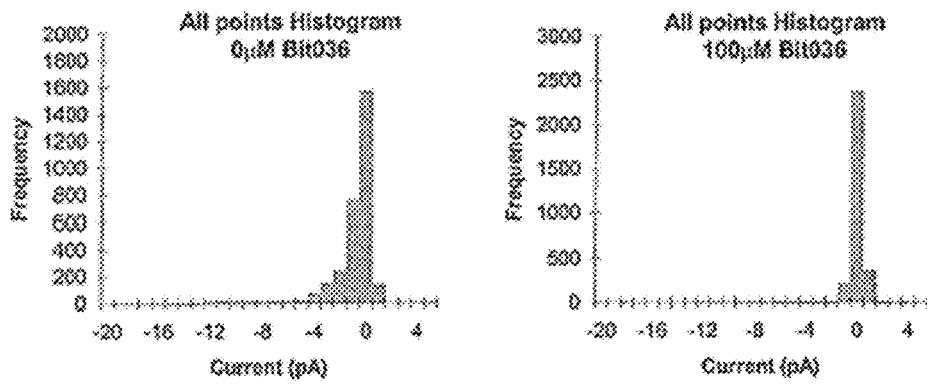 All points Histogram
0µM Bit036
Frequency
2000
1800
1600
1400
1200
1000
800
600
400
200
0
-20 -16 -12 -8 -4 0 4
Current (pA)
All points Histogram
100µM Bit036
Frequency
3000
2500
2000
1500
1000
500
0
-20 -16 -12 -8 -4 0 4
Current (pA)